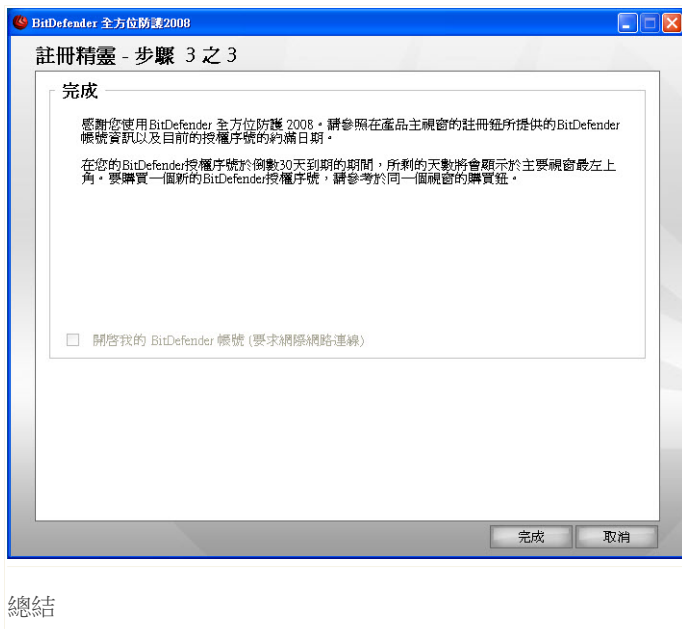 BitDefender 全方位防護2008
註冊精靈 - 步驟 3 之 3
完成
感謝您使用BitDefender 全方位防護 2008。請參照在產品主視窗的註冊鈕所提供的BitDefender
帳號資訊以及目前的授權序號的約滿日期。
在您的BitDefender授權序號於倒數30天到期的期間，所剩的天數將會顯示於主要視窗最左上
角。要購買一個新的BitDefender授權序號，請參考於同一個視窗的購買鈕。
開啓我的 BitDefender 帳號 (要求網際網路連線)
完成 取消
總結